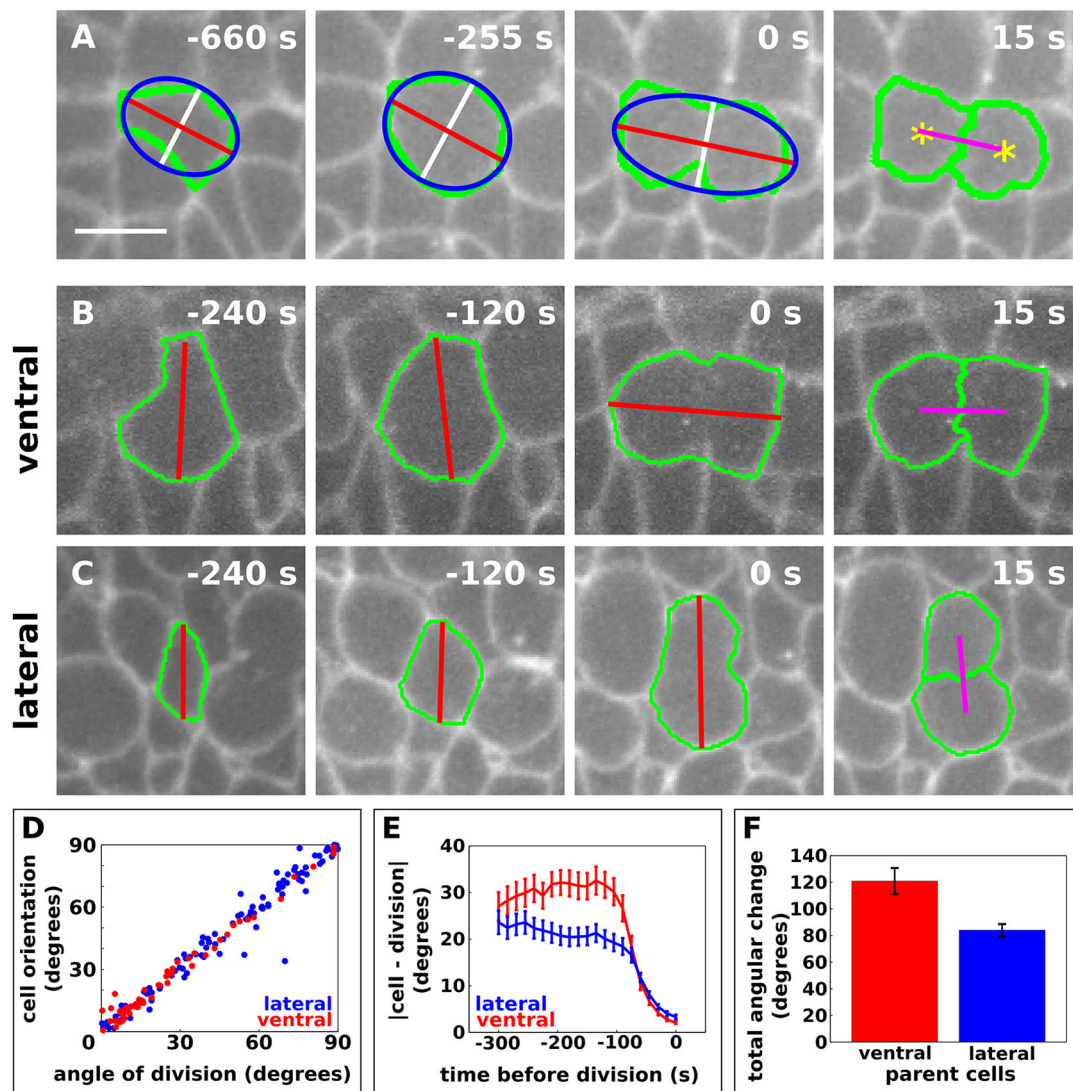 A
-660 s
-255 s
0 s
15 s
ventral
B
-240 s
-120 s
0 s
15 s
lateral
C
-240 s
-120 s
0 s
15 s
D
cell orientation
(degrees)
90
60
30
0
30
60
90
lateral
ventral
angle of division (degrees)
E
|cell - division|
(degrees)
40
30
20
10
0
-300
-200
-100
0
lateral
ventral
time before division (s)
F
total angular change
(degrees)
140
120
100
80
60
40
20
0
ventral
lateral
parent cells